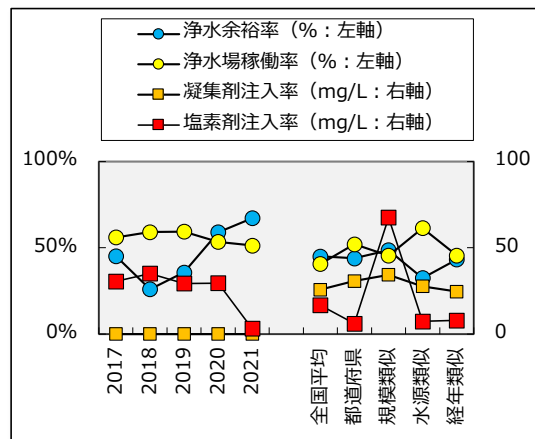 浄水余裕率（%：左軸）
浄水場稼働率（%：左軸）
凝集剤注入率（mg/L：右軸）
塩素剤注入率（mg/L：右軸）
100%
100
50%
50
0%
0
2017
2018
2019
2020
2021
全国平均
都道府県
規模類似
水源類似
経年類似